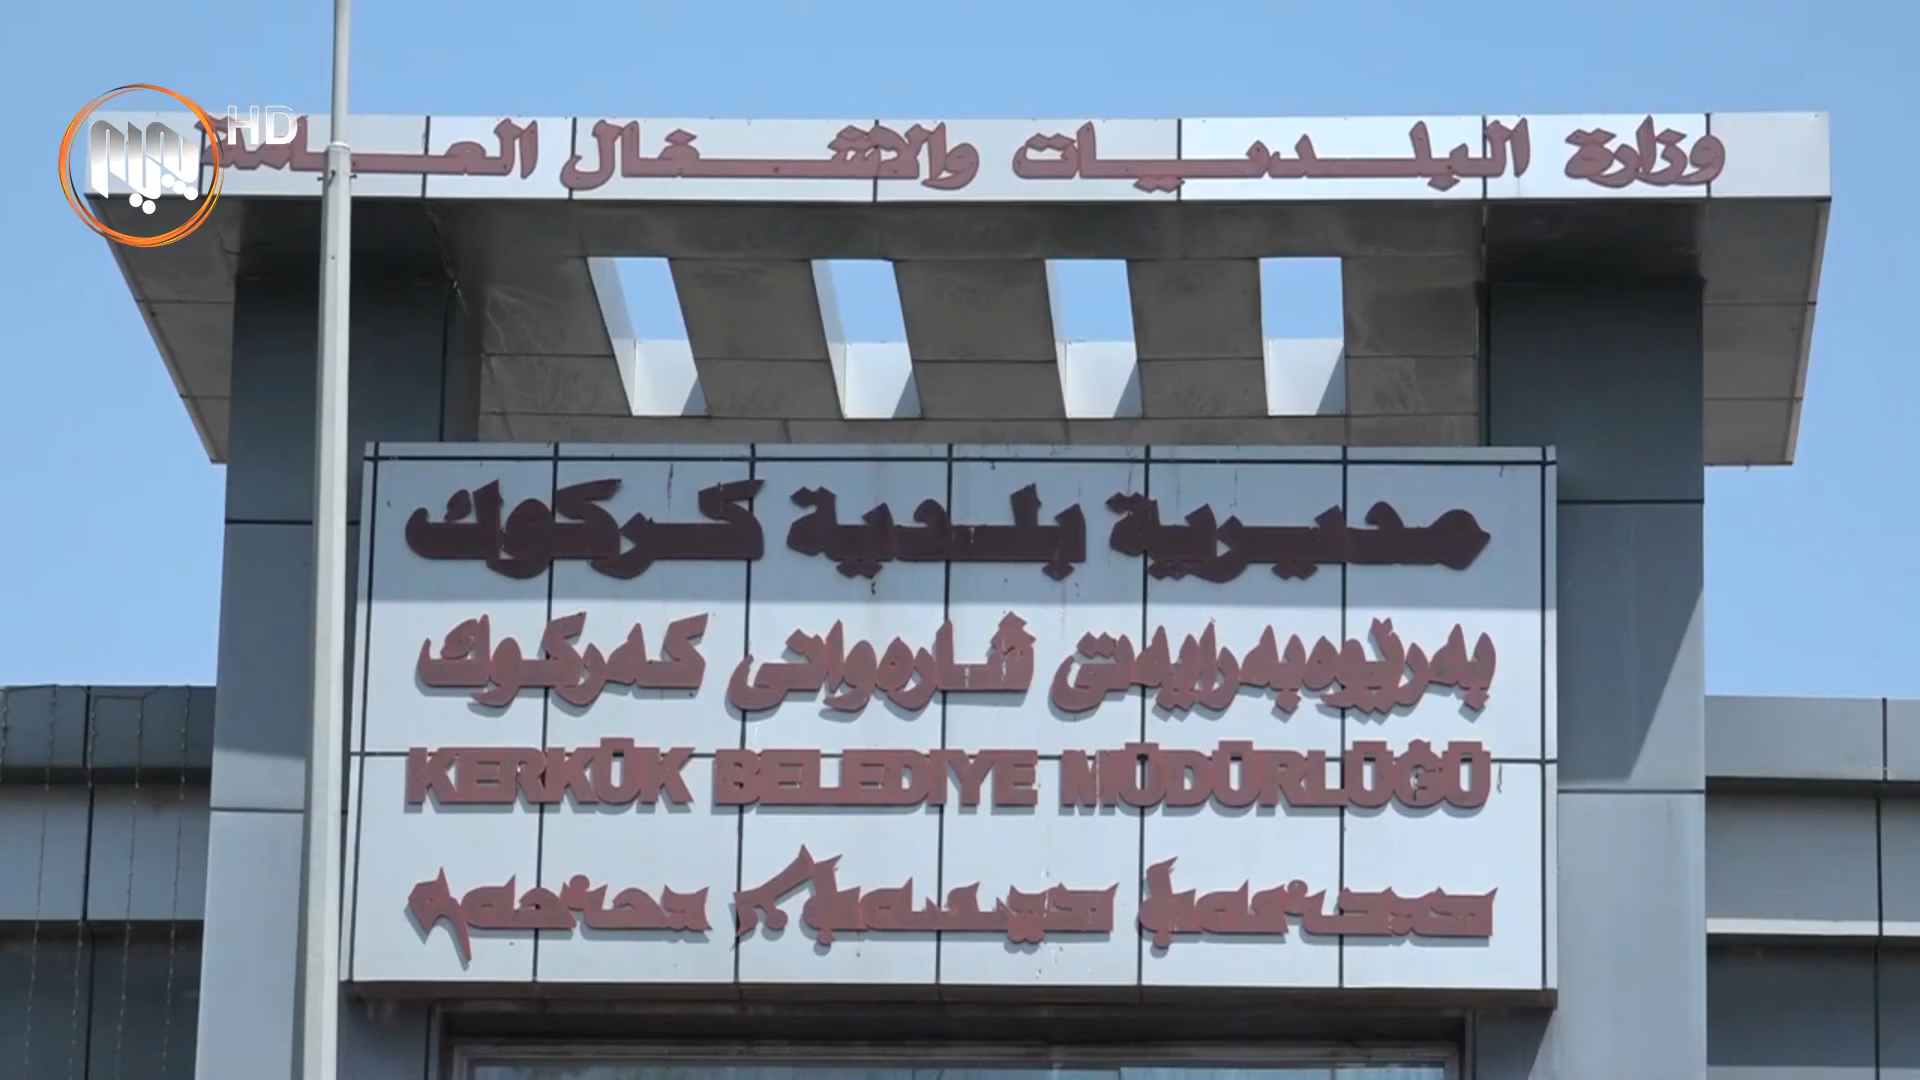 HD
وزارة البلديات والاشغال العامة
مديرية بلدية كركوك
بەڕێوەبەرایەتی شارەوانی کەرکوک
KERKÜK BELEDİYE MÜDÜRLÜĞÜ